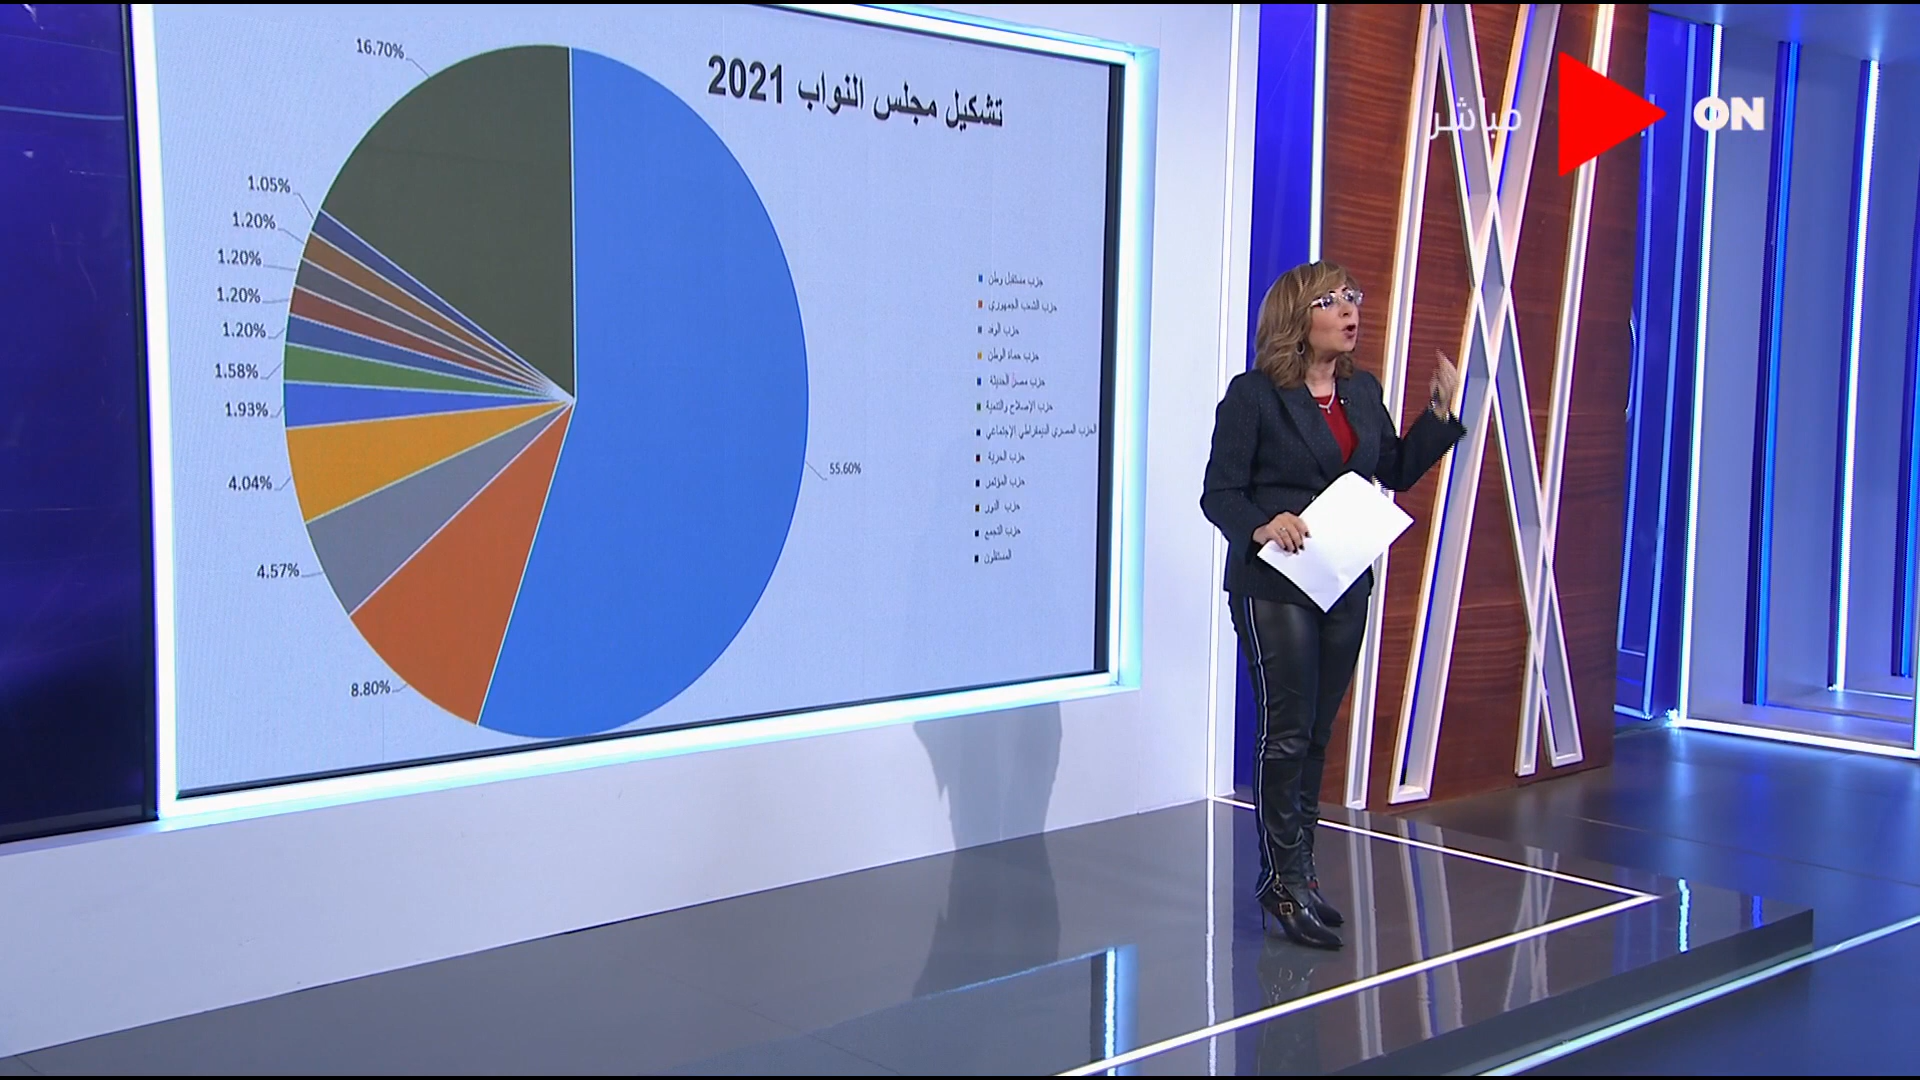 تشكيل مجلس النواب 2021
مباشر
ON
16.70%
1.05%
1.20%
1.20%
1.20%
1.20%
1.58%
1.93%
4.04%
4.57%
8.80%
55.60%
حزب مستقبل وطن
حزب الشعب الجمهوري
حزب الوفد
حزب حماة الوطن
حزب مصر الحديثة
حزب الإصلاح والتنمية
الحزب المصري الديمقراطي الإجتماعي
حزب الحرية
حزب المؤتمر
حزب النور
حزب التجمع
المستقلون